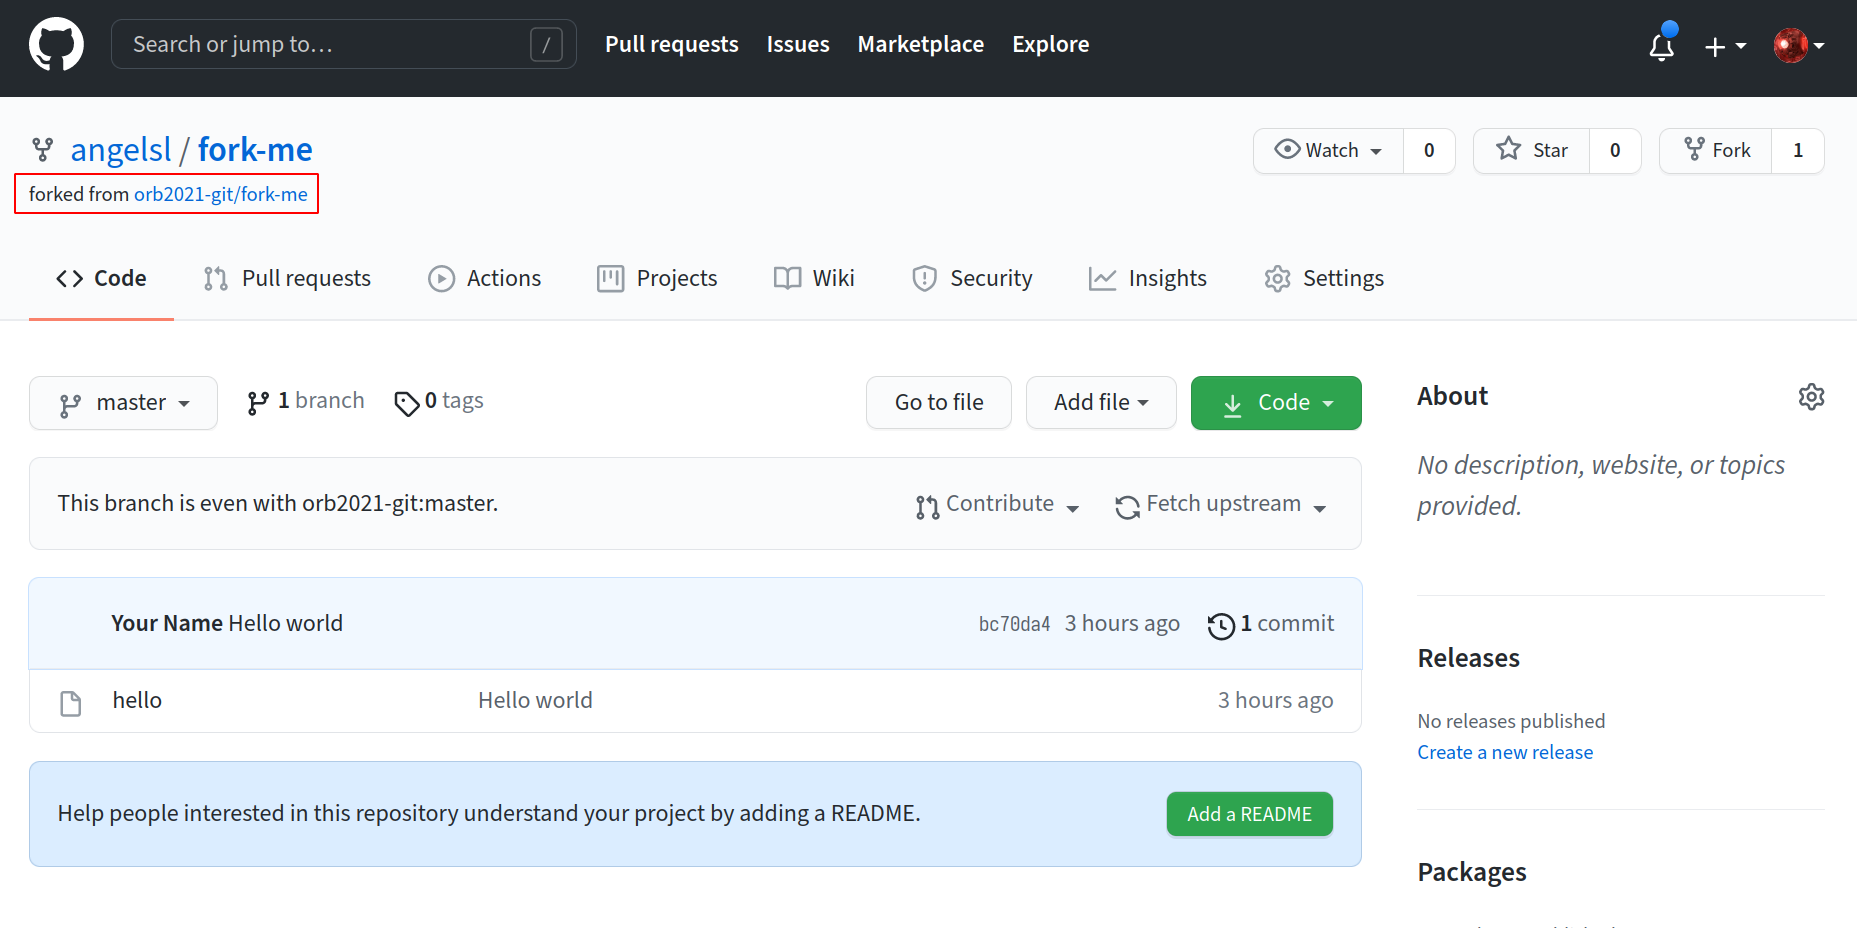 Search or jump to… /
Pull requests Issues Marketplace Explore
angelsl / fork-me
forked from orb2021-git/fork-me
Watch 0 Star 0 Fork 1
Code Pull requests Actions Projects Wiki Security Insights Settings
master 1 branch 0 tags Go to file Add file Code
This branch is even with orb2021-git:master. Contribute Fetch upstream
Your Name Hello world bc70da4 3 hours ago 1 commit
hello Hello world 3 hours ago
Help people interested in this repository understand your project by adding a README. Add a README
About
No description, website, or topics
provided.
Releases
No releases published
Create a new release
Packages